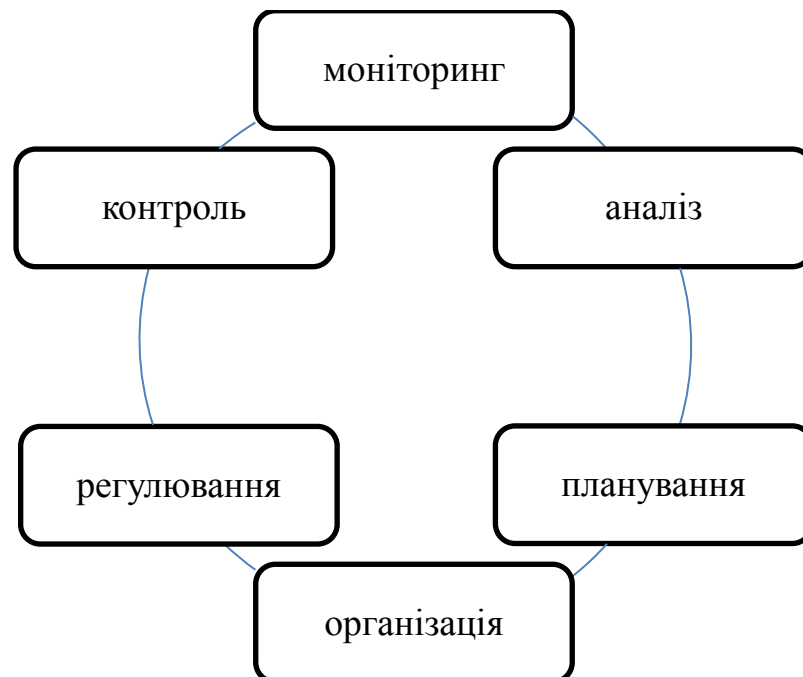 моніторинг
контроль
аналіз
регулювання
планування
організація